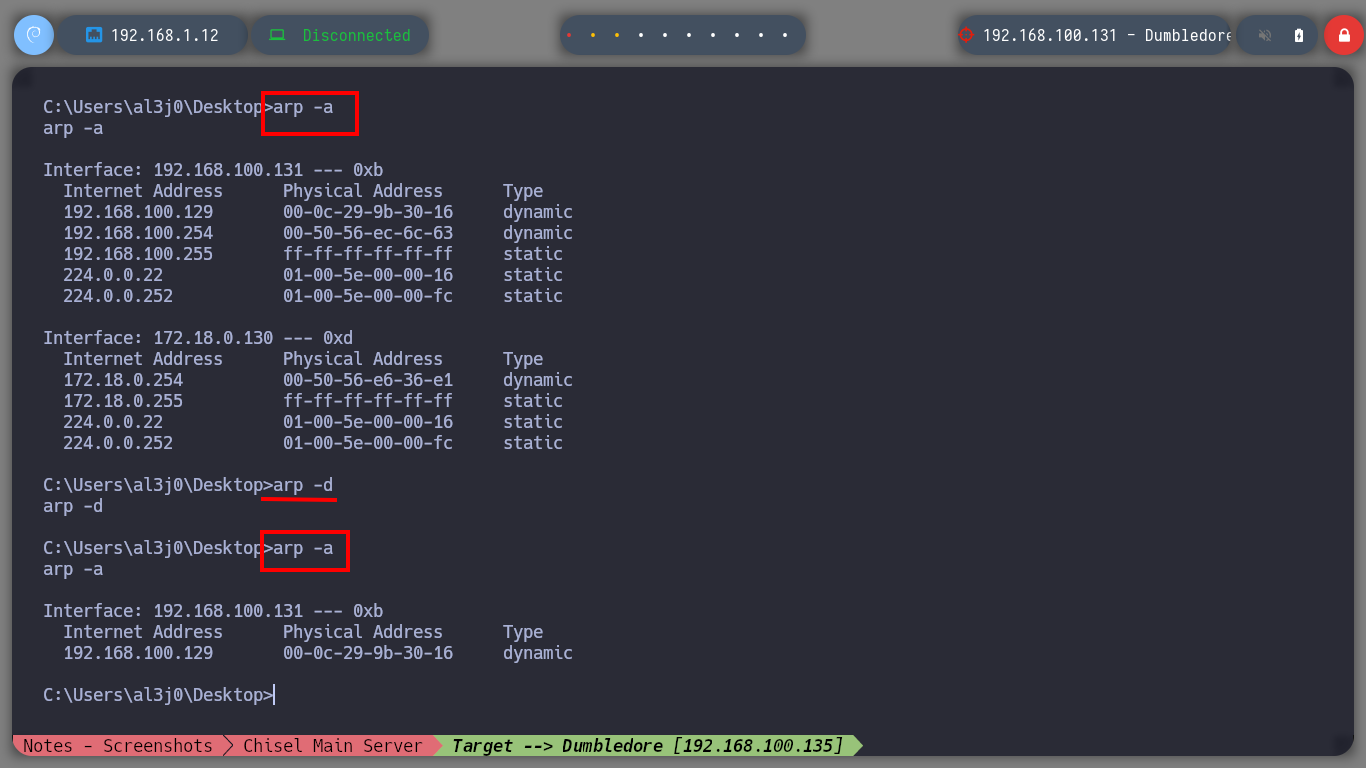 192.168.1.12 Disconnected 192.168.100.131 - Dumbledore
C:\Users\al3j0\Desktop>arp -a
arp -a
Interface: 192.168.100.131 --- 0xb
Internet Address Physical Address Type
192.168.100.129 00-0c-29-9b-30-16 dynamic
192.168.100.254 00-50-56-ec-6c-63 dynamic
192.168.100.255 ff-ff-ff-ff-ff-ff static
224.0.0.22 01-00-5e-00-00-16 static
224.0.0.252 01-00-5e-00-00-fc static
Interface: 172.18.0.130 --- 0xd
Internet Address Physical Address Type
172.18.0.254 00-50-56-e6-36-e1 dynamic
172.18.0.255 ff-ff-ff-ff-ff-ff static
224.0.0.22 01-00-5e-00-00-16 static
224.0.0.252 01-00-5e-00-00-fc static
C:\Users\al3j0\Desktop>arp -d
arp -d
C:\Users\al3j0\Desktop>arp -a
arp -a
Interface: 192.168.100.131 --- 0xb
Internet Address Physical Address Type
192.168.100.129 00-0c-29-9b-30-16 dynamic
C:\Users\al3j0\Desktop>
Notes - Screenshots Chisel Main Server Target --> Dumbledore [192.168.100.135]